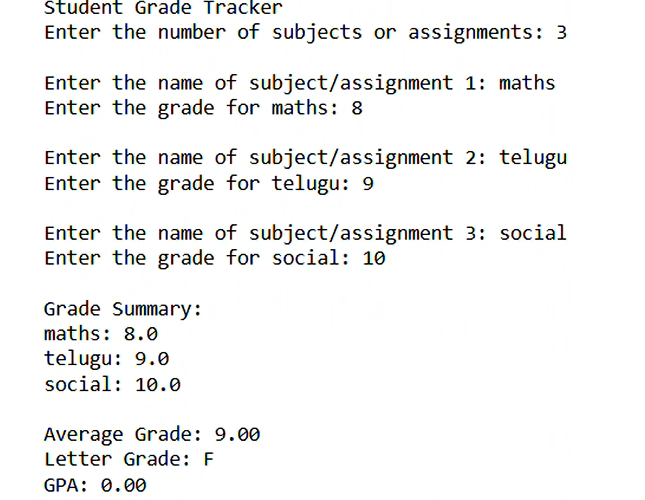 Student Grade Tracker
Enter the number of subjects or assignments: 3
Enter the name of subject/assignment 1: maths
Enter the grade for maths: 8
Enter the name of subject/assignment 2: telugu
Enter the grade for telugu: 9
Enter the name of subject/assignment 3: social
Enter the grade for social: 10
Grade Summary:
maths: 8.0
telugu: 9.0
social: 10.0
Average Grade: 9.00
Letter Grade: F
GPA: 0.00